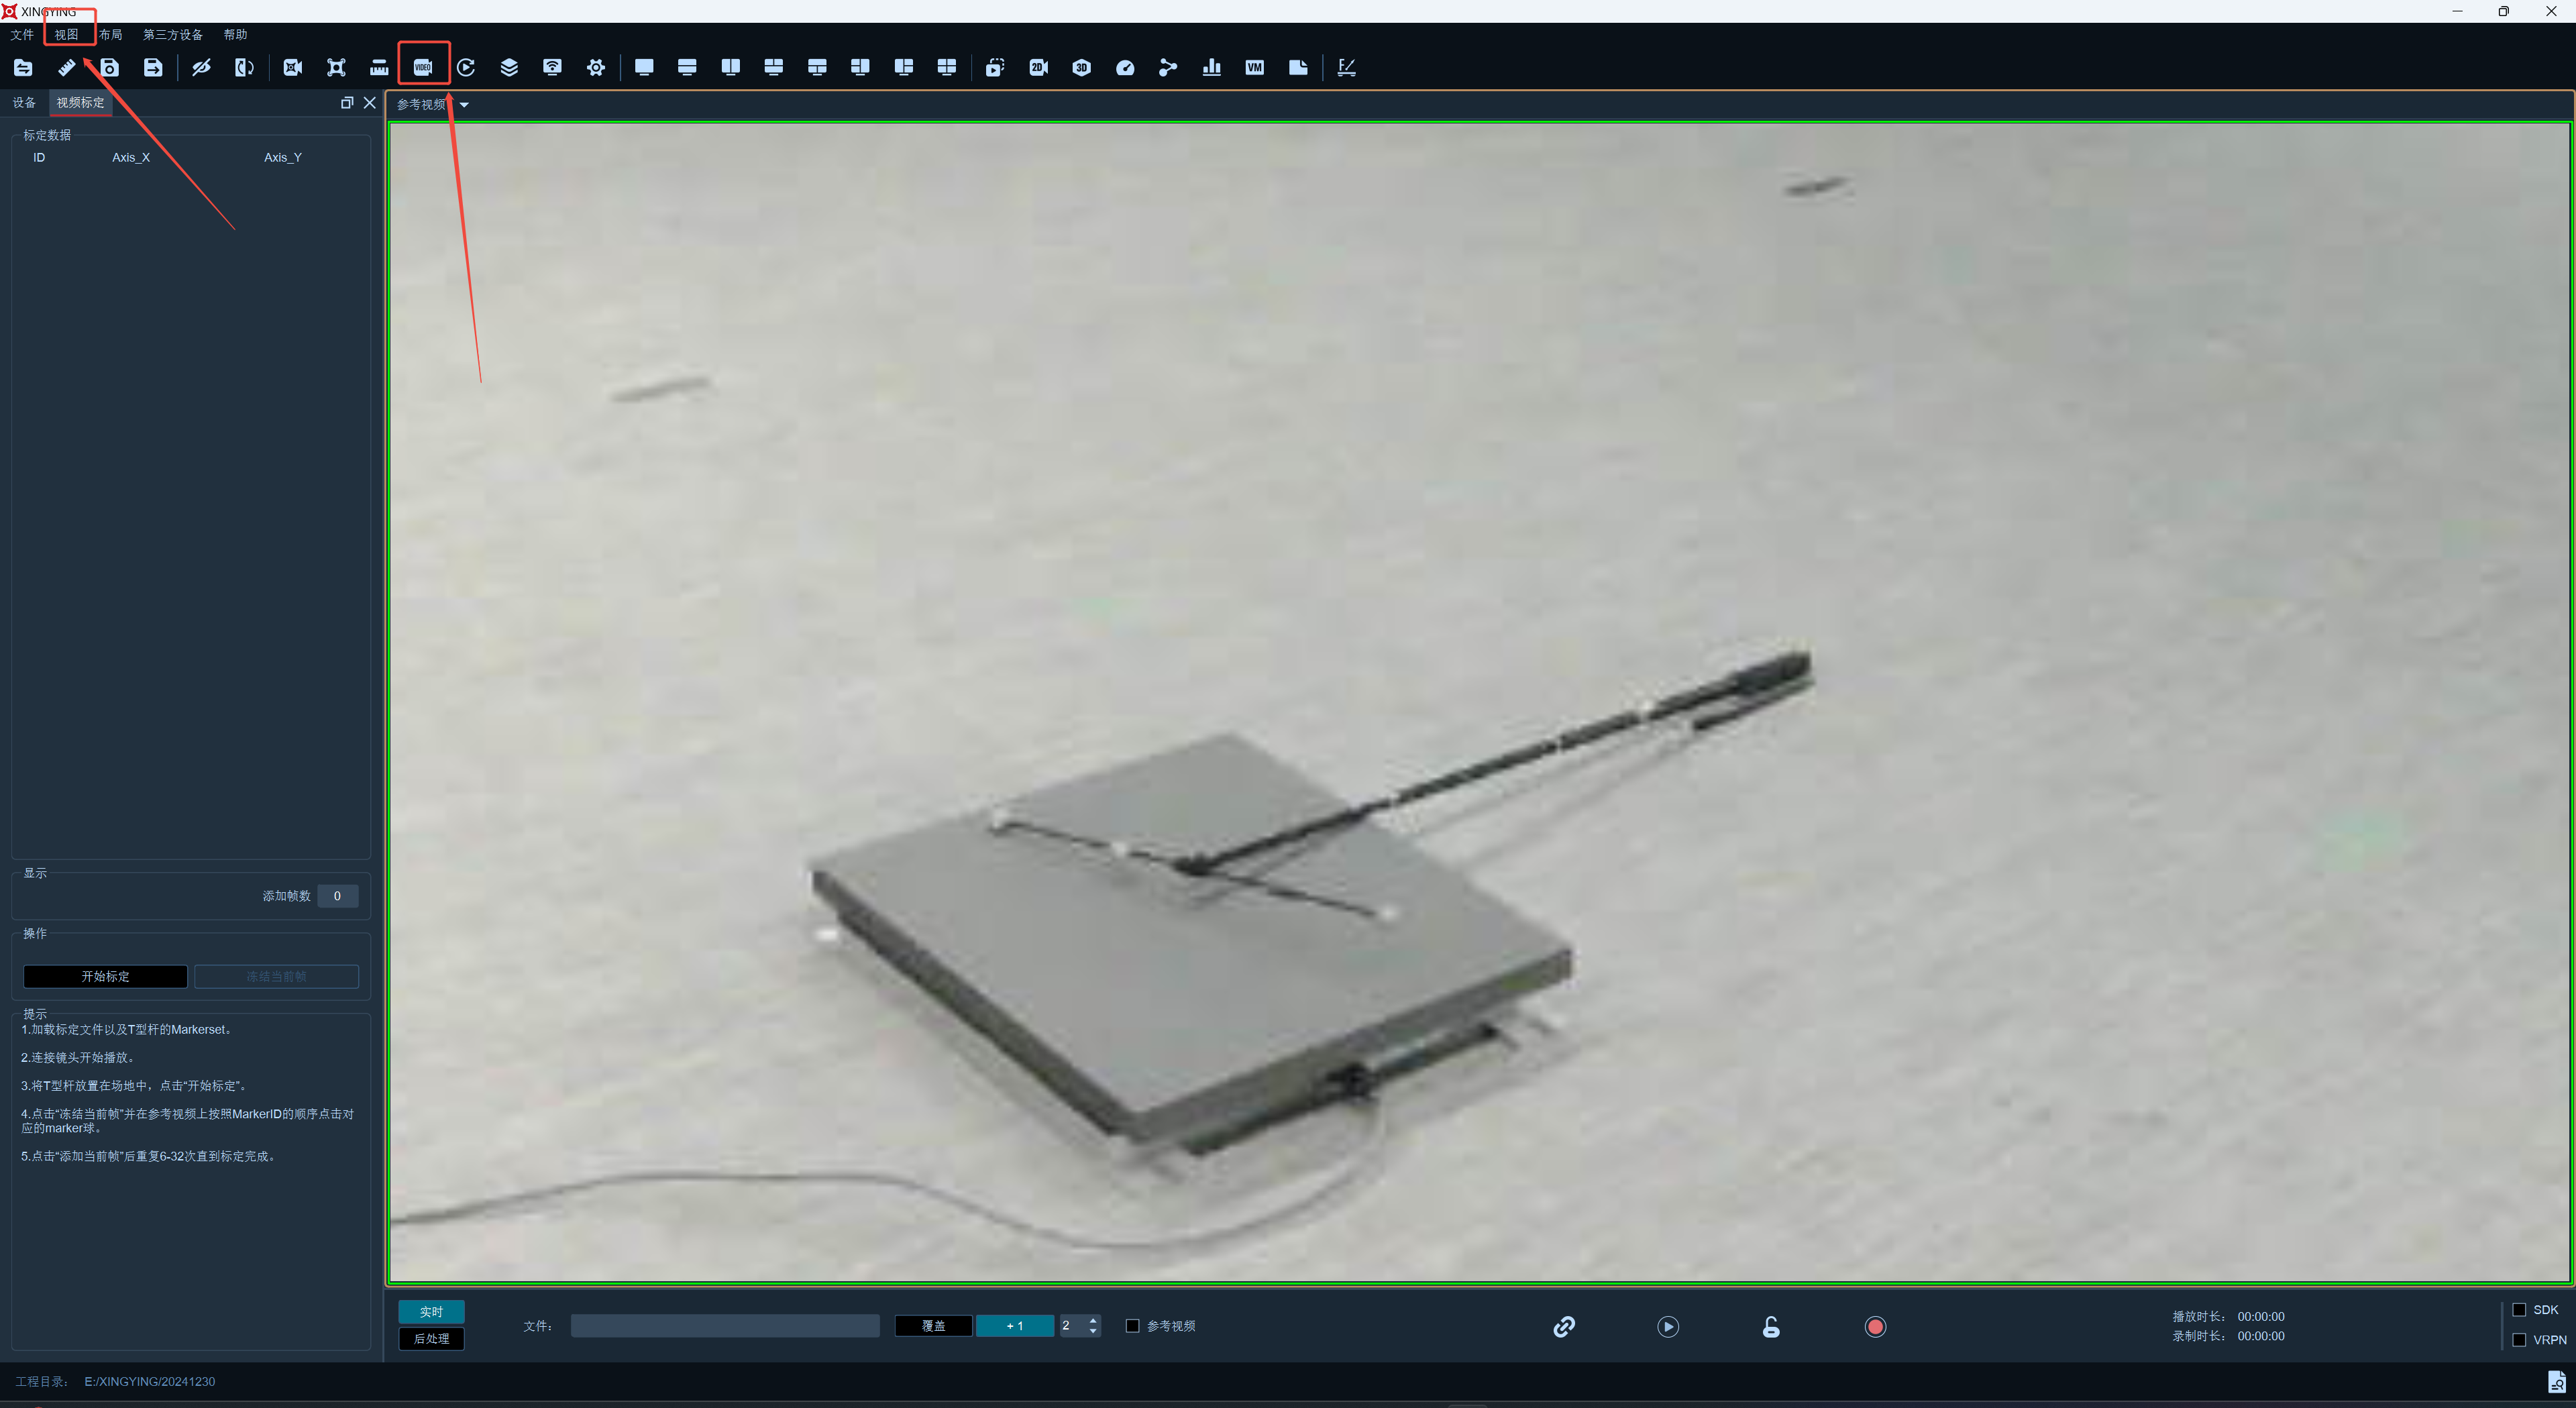 XINGYING
文件 视图 布局 第三方设备 帮助
VIDEO 2D 3D VM F
设备 视频标定
参考视频
标定数据
ID Axis_X Axis_Y
显示
添加帧数 0
操作
开始标定 冻结当前帧
提示
1.加载标定文件以及T型杆的Markerset。
2.连接镜头开始播放。
3.将T型杆放置在场地中，点击“开始标定”。
4.点击“冻结当前帧”并在参考视频上按照MarkerID的顺序点击对
应的marker球。
5.点击“添加当前帧”后重复6-32次直到标定完成。
实时
后处理
文件： 覆盖 + 1 2 参考视频
播放时长： 00:00:00
录制时长： 00:00:00
SDK
VRPN
工程目录： E:/XINGYING/20241230